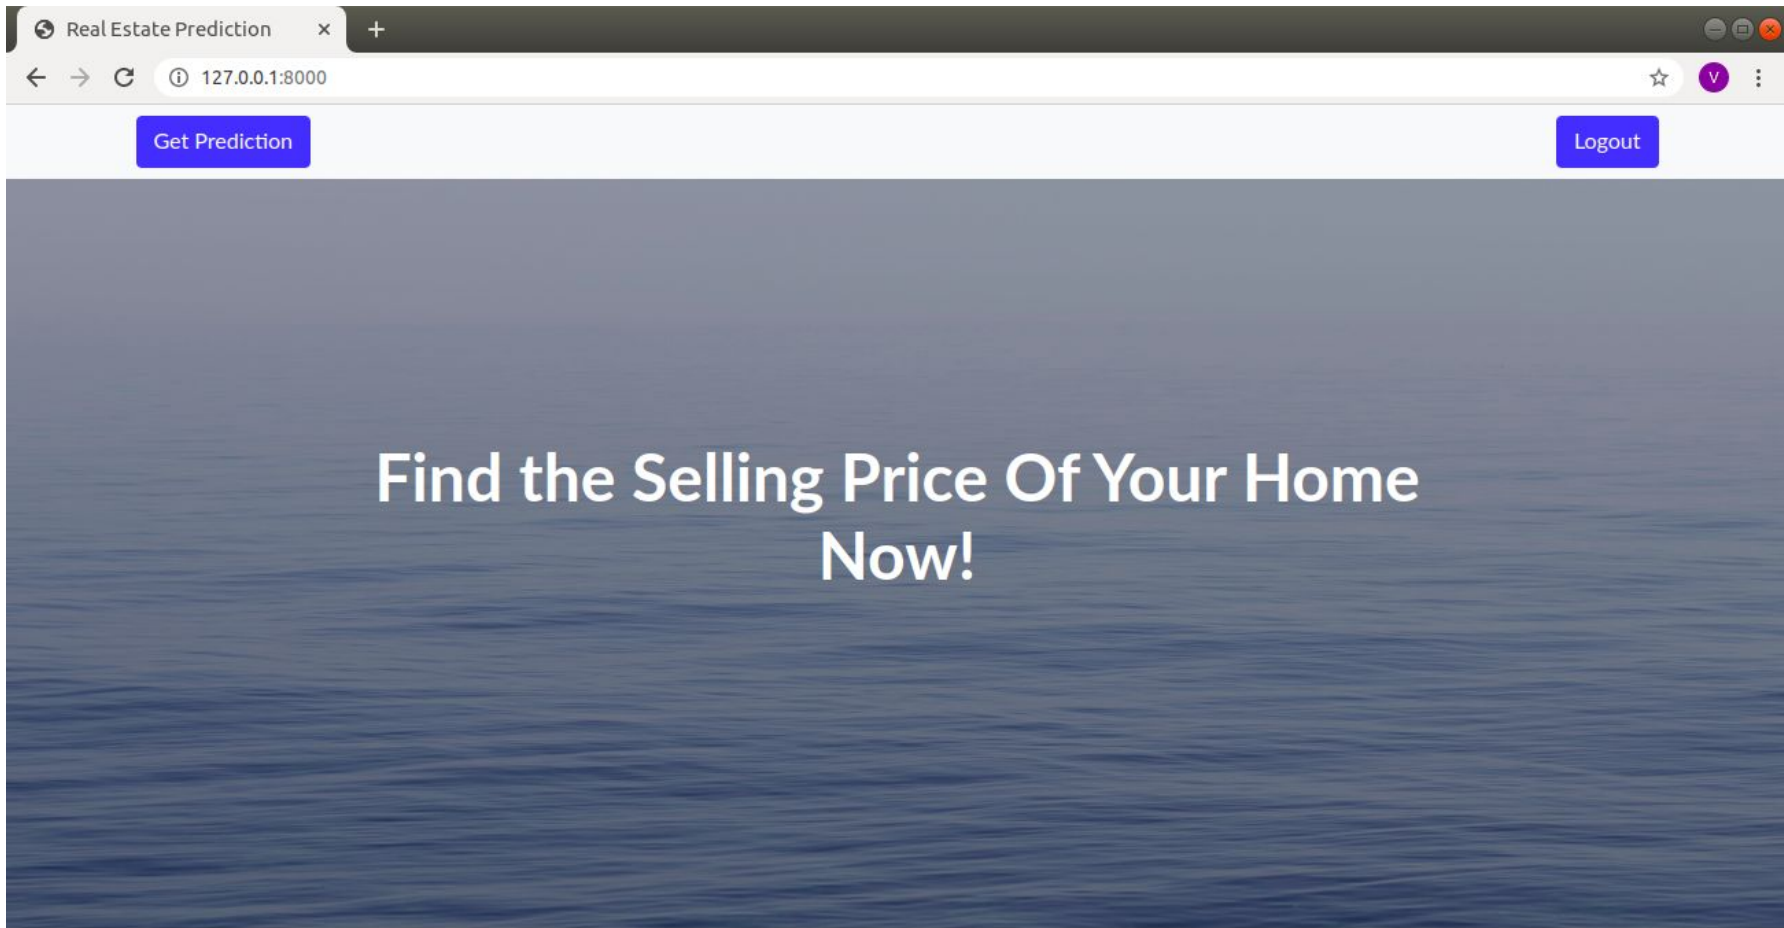 Real Estate Prediction
127.0.0.1:8000
V
Get Prediction
Logout
Find the Selling Price Of Your Home
Now!